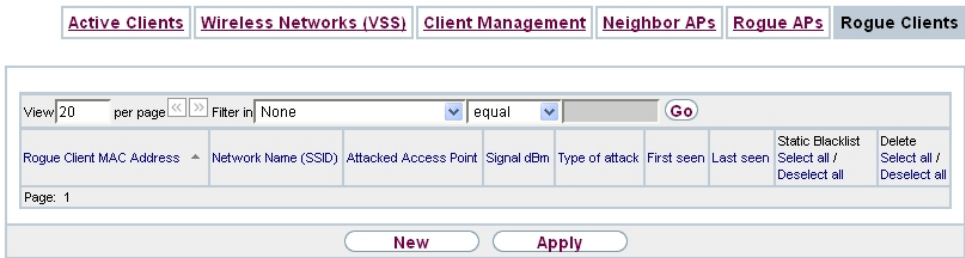 Active Clients Wireless Networks (VSS) Client Management Neighbor APs Rogue APs Rogue Clients
View 20 per page << >> Filter in None equal Go
Rogue Client MAC Address Network Name (SSID) Attacked Access Point Signal dBm Type of attack First seen Last seen Static Blacklist Select all / Deselect all Delete Select all / Deselect all
Page: 1
New Apply